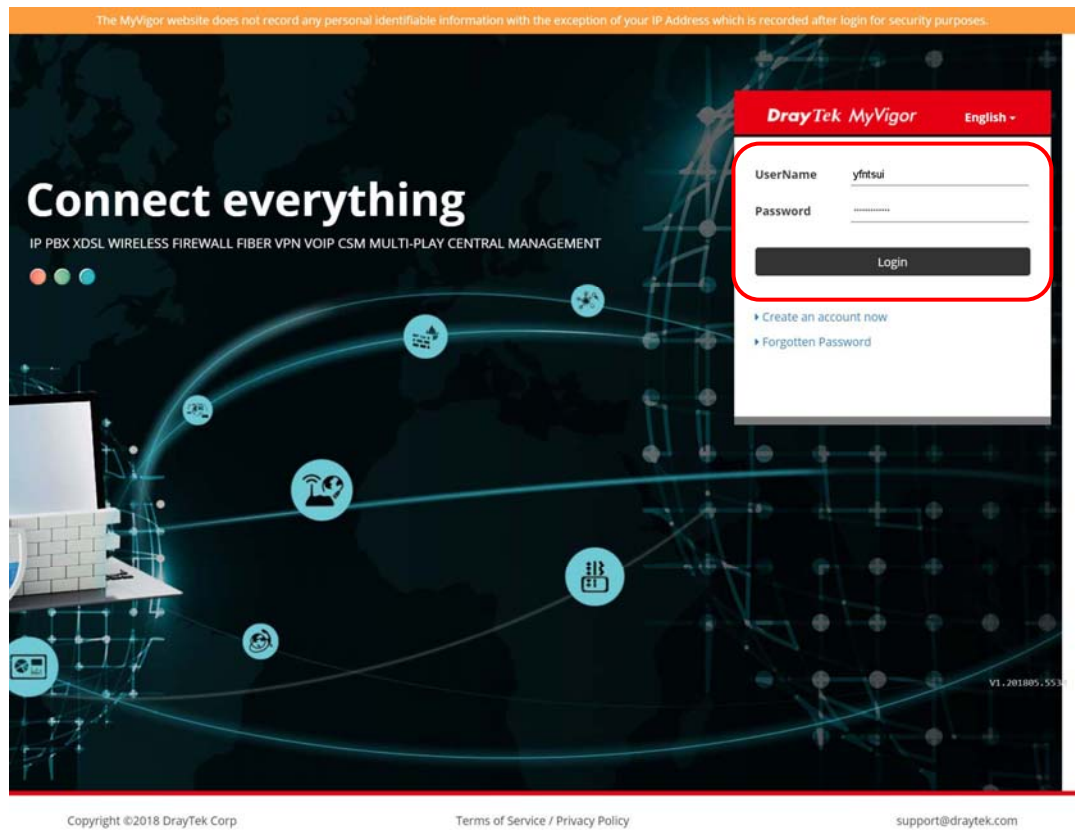 The MyVigor website does not record any personal identifiable information with the exception of your IP Address which is recorded after login for security purposes.
DrayTek MyVigor English
UserName yfntsui
Password ·············
Login
Create an account now
Forgotten Password
Connect everything
IP PBX XDSL WIRELESS FIREWALL FIBER VPN VOIP CSM MULTI-PLAY CENTRAL MANAGEMENT
Copyright ©2018 DrayTek Corp Terms of Service / Privacy Policy support@draytek.com